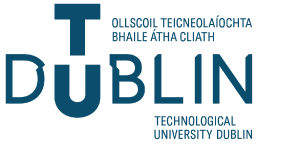 OLLSCOIL TEICNEOLAÍOCHTA
BHAILE ÁTHA CLIATH
TU DUBLIN
TECHNOLOGICAL
UNIVERSITY DUBLIN